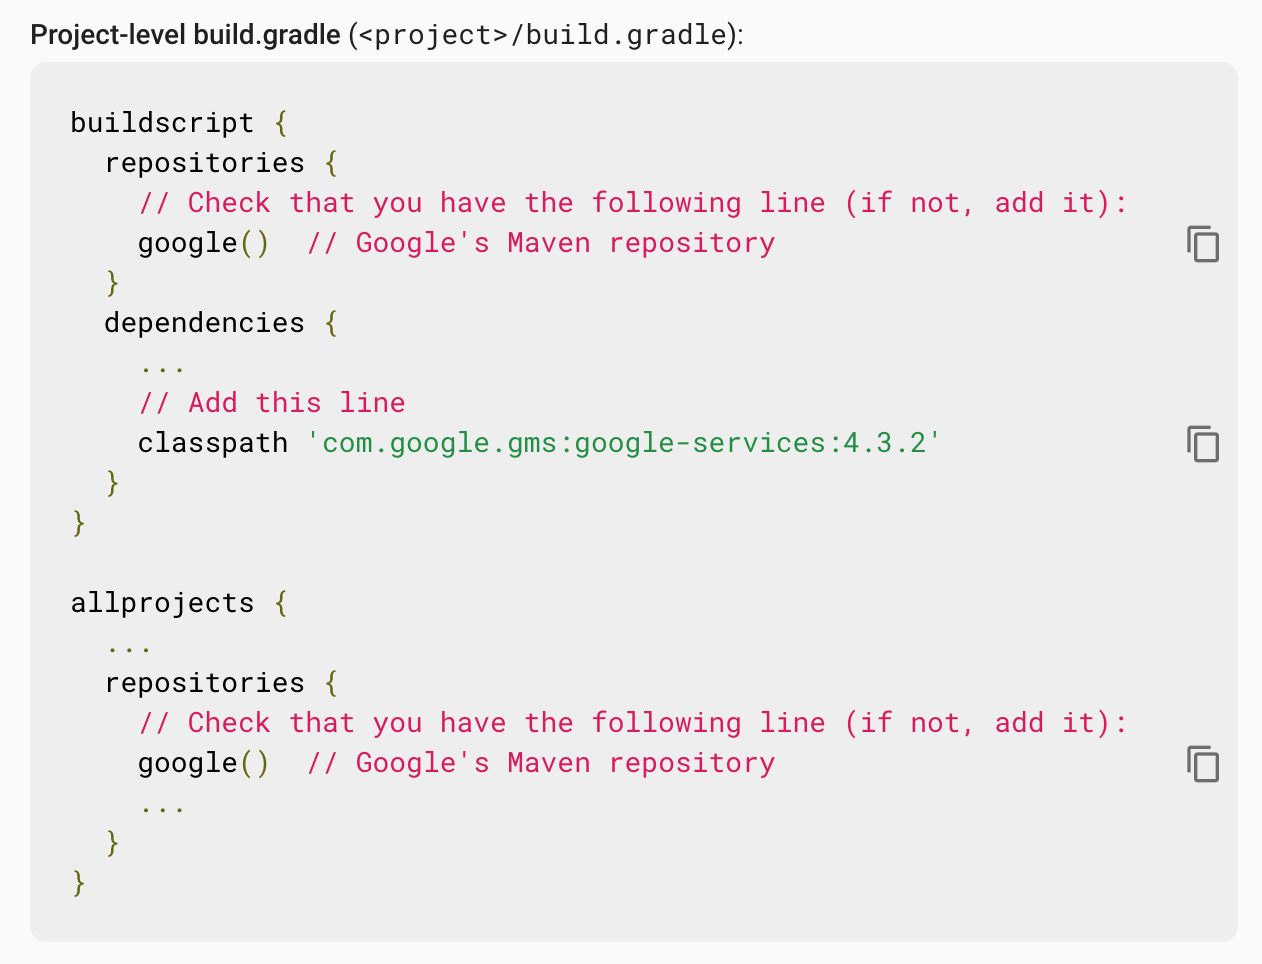 Project-level build.gradle (<project>/build.gradle):
buildscript {
  repositories {
    // Check that you have the following line (if not, add it):
    google()  // Google's Maven repository
  }
  dependencies {
    ...
    // Add this line
    classpath 'com.google.gms:google-services:4.3.2'
  }
}

allprojects {
  ...
  repositories {
    // Check that you have the following line (if not, add it):
    google()  // Google's Maven repository
    ...
  }
}